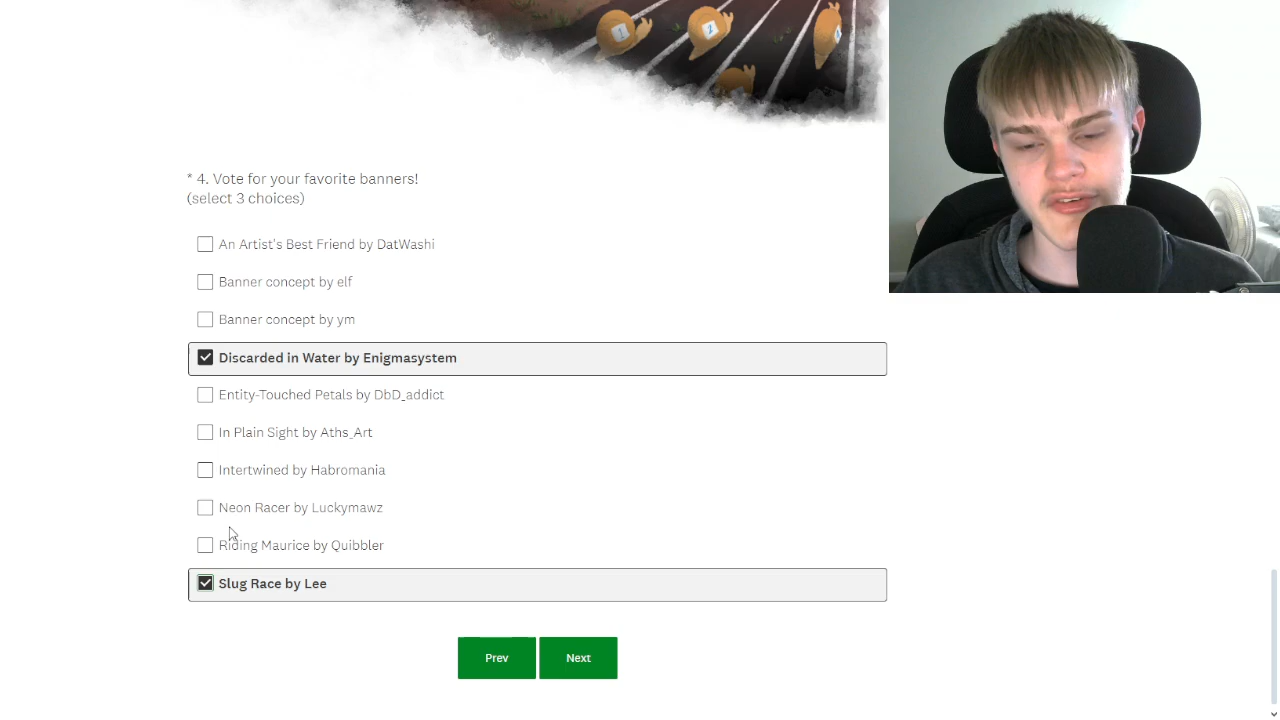 1
2
* 4. Vote for your favorite banners!
(select 3 choices)
An Artist's Best Friend by DatWashi
Banner concept by elf
Banner concept by ym
Discarded in Water by Enigmasystem
Entity-Touched Petals by DbD_addict
In Plain Sight by Aths_Art
Intertwined by Habromania
Neon Racer by Luckymawz
Riding Maurice by Quibbler
Slug Race by Lee
Prev
Next